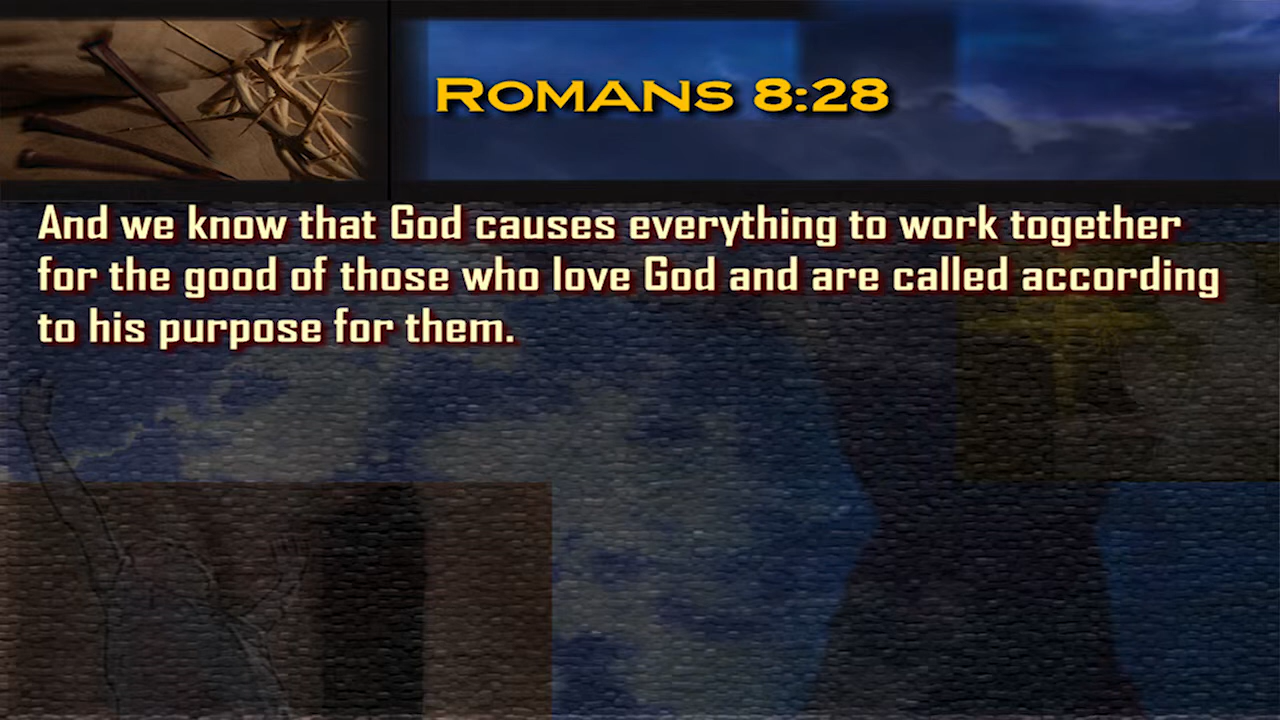 Romans 8:28
And we know that God causes everything to work together
for the good of those who love God and are called according
to his purpose for them.